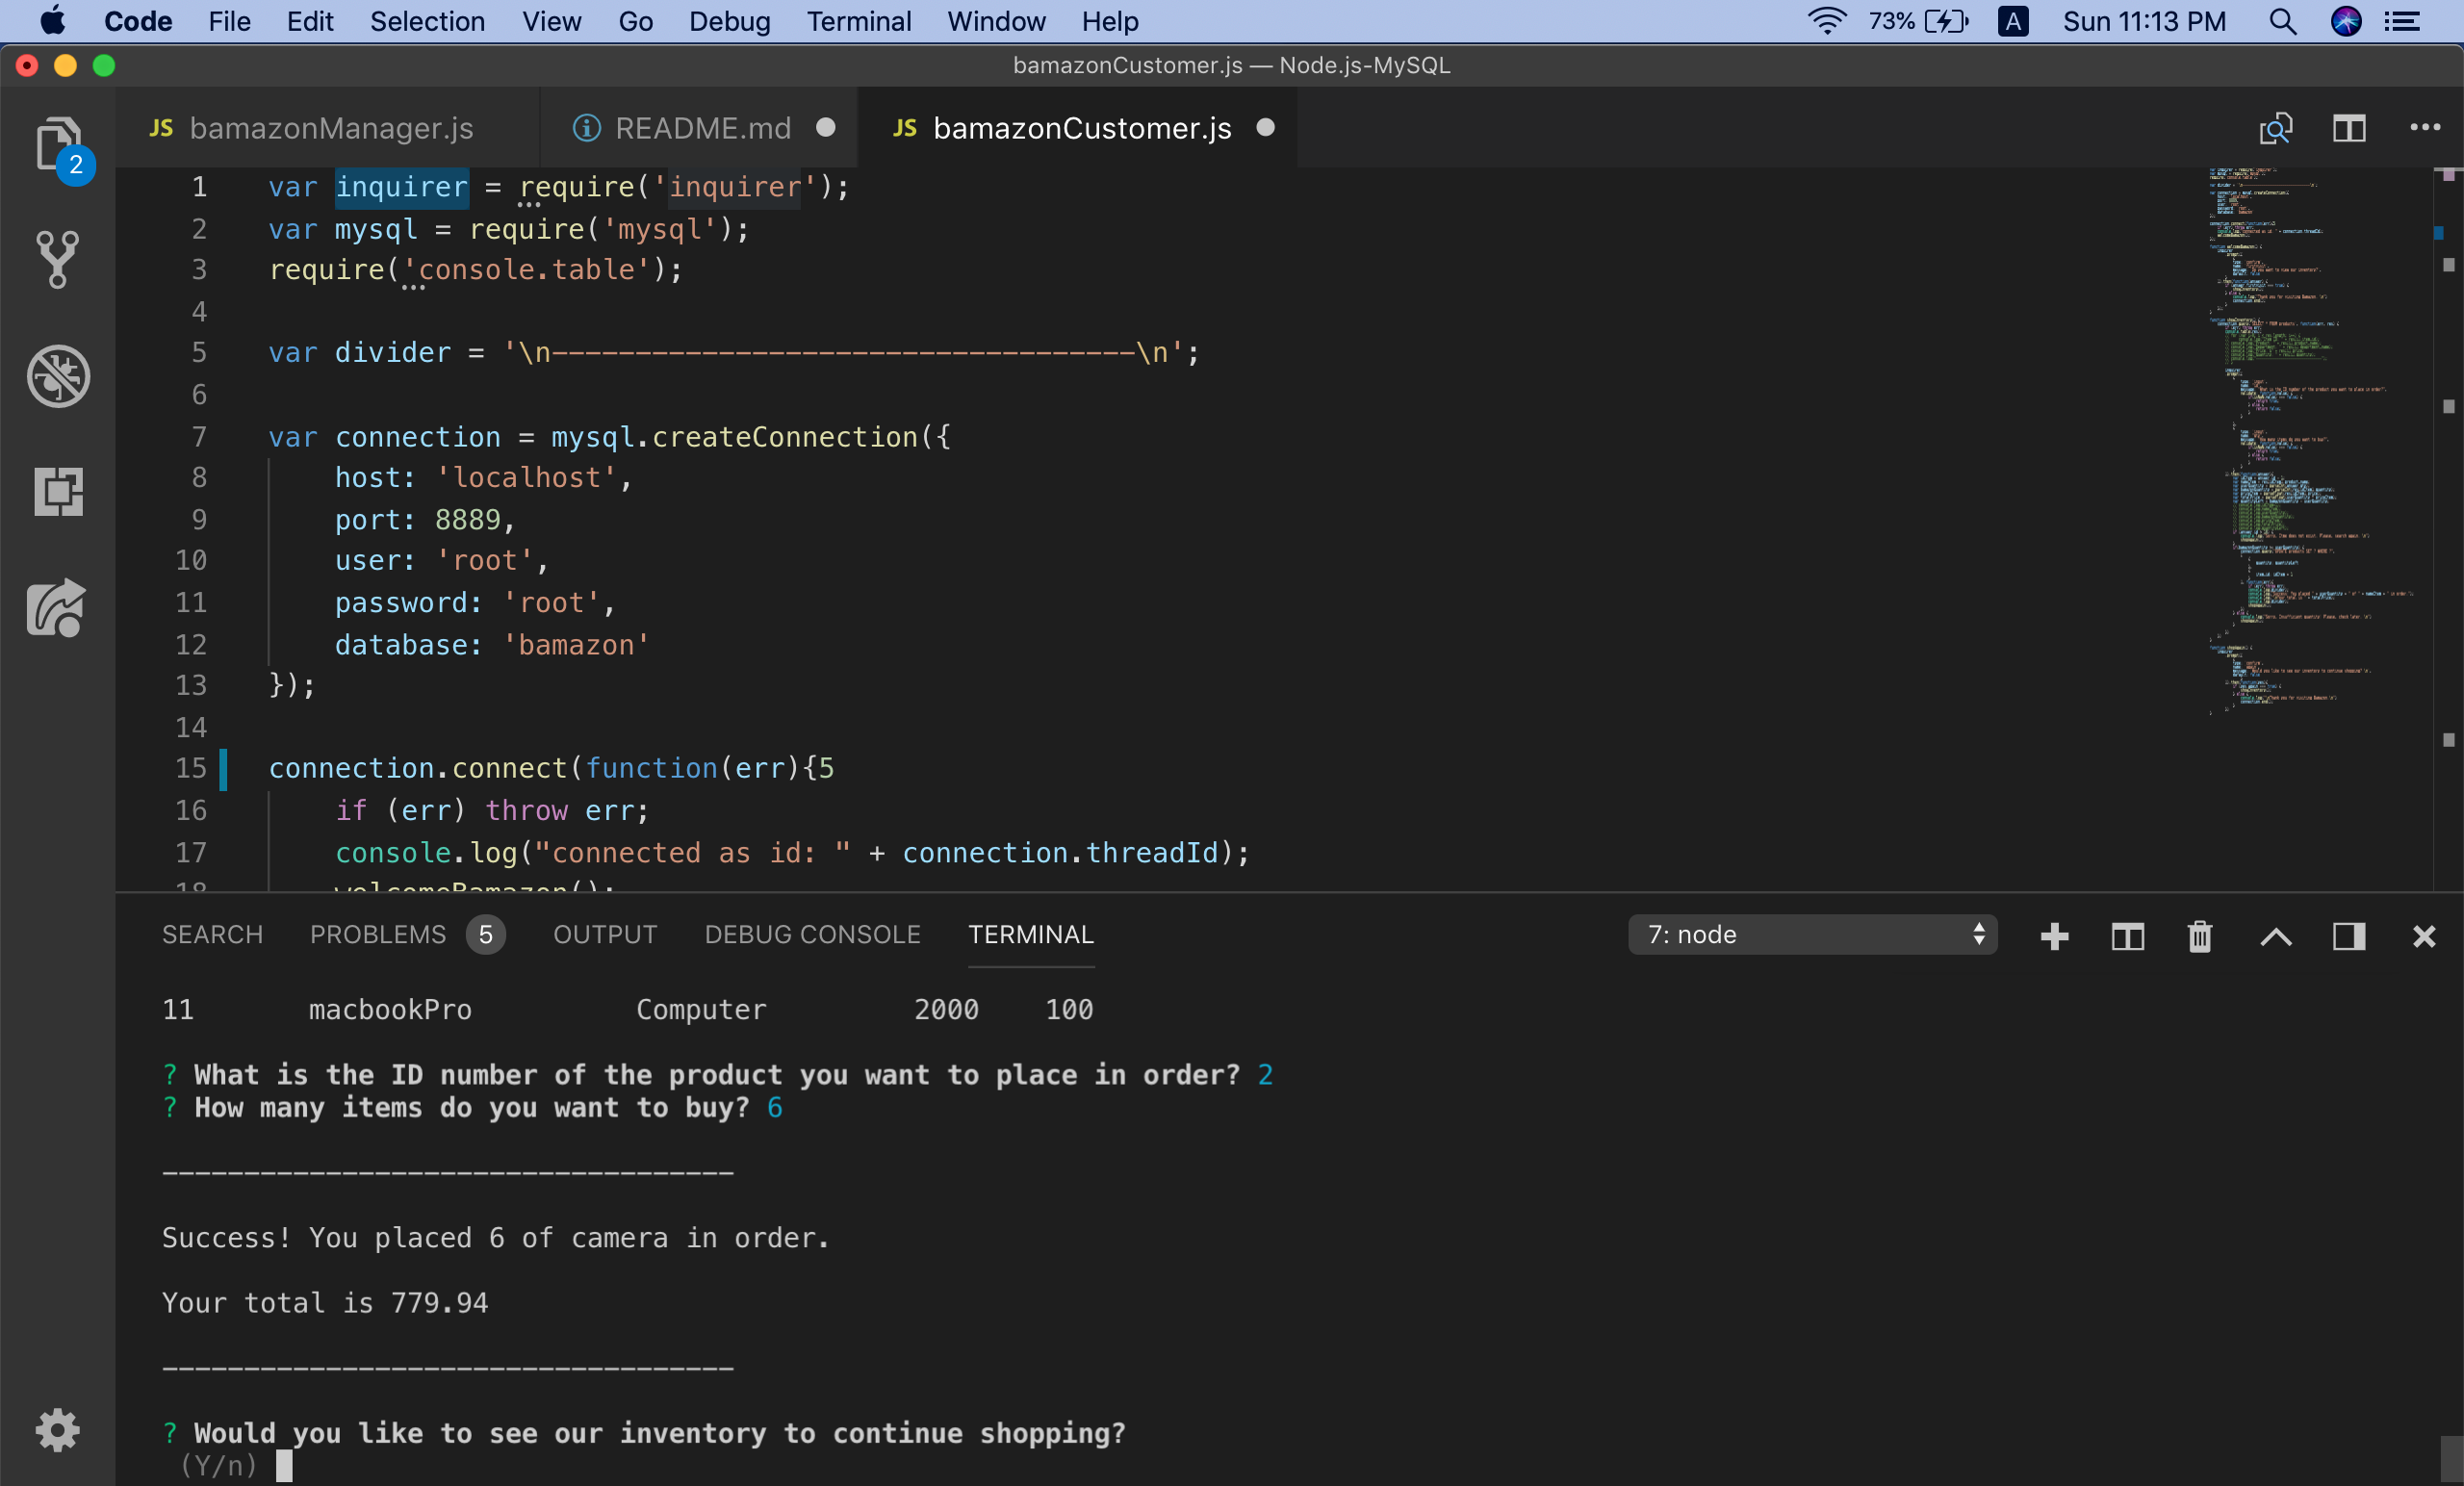 Code File Edit Selection View Go Debug Terminal Window Help 73% A Sun 11:13 PM
bamazonCustomer.js — Node.js-MySQL
JS bamazonManager.js README.md JS bamazonCustomer.js
2
1 var inquirer = require('inquirer');
2 var mysql = require('mysql');
3 require('console.table');
4
5 var divider = '\n-----------------------------------\n';
6
7 var connection = mysql.createConnection({
8 host: 'localhost',
9 port: 8889,
10 user: 'root',
11 password: 'root',
12 database: 'bamazon'
13 });
14
15 connection.connect(function(err){5
16 if (err) throw err;
17 console.log("connected as id: " + connection.threadId);
18 welcomeBamazon();
SEARCH PROBLEMS 5 OUTPUT DEBUG CONSOLE TERMINAL 7: node
11 macbookPro Computer 2000 100
? What is the ID number of the product you want to place in order? 2
? How many items do you want to buy? 6
-----------------------------------
Success! You placed 6 of camera in order.
Your total is 779.94
-----------------------------------
? Would you like to see our inventory to continue shopping?
(Y/n)